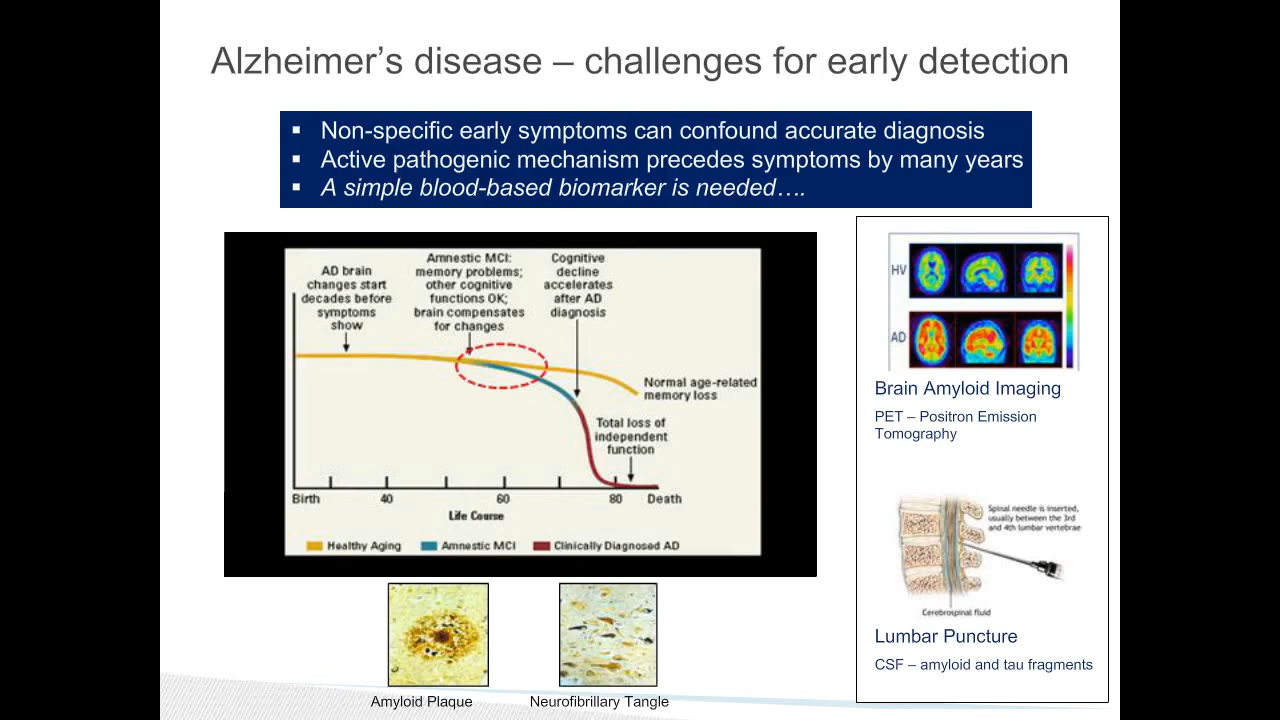 Alzheimer’s disease – challenges for early detection
▪ Non-specific early symptoms can confound accurate diagnosis
▪ Active pathogenic mechanism precedes symptoms by many years
▪ A simple blood-based biomarker is needed….
AD brain
changes start
decades before
symptoms
show
Amnestic MCI:
memory problems;
other cognitive
functions OK;
brain compensates
for changes
Cognitive
decline
accelerates
after AD
diagnosis
Normal age-related
memory loss
Total loss of
independent
function
Birth 40 60 80 Death
Life Course
Healthy Aging Amnestic MCI Clinically Diagnosed AD
Amyloid Plaque
Neurofibrillary Tangle
HV
AD
Brain Amyloid Imaging
PET – Positron Emission
Tomography
Spinal needle is inserted,
usually between the 3rd
and 4th lumbar vertebrae
Cerebrospinal fluid
Lumbar Puncture
CSF – amyloid and tau fragments